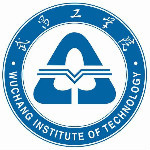 武昌工学院
WUCHANG INSTITUTE OF TECHNOLOGY